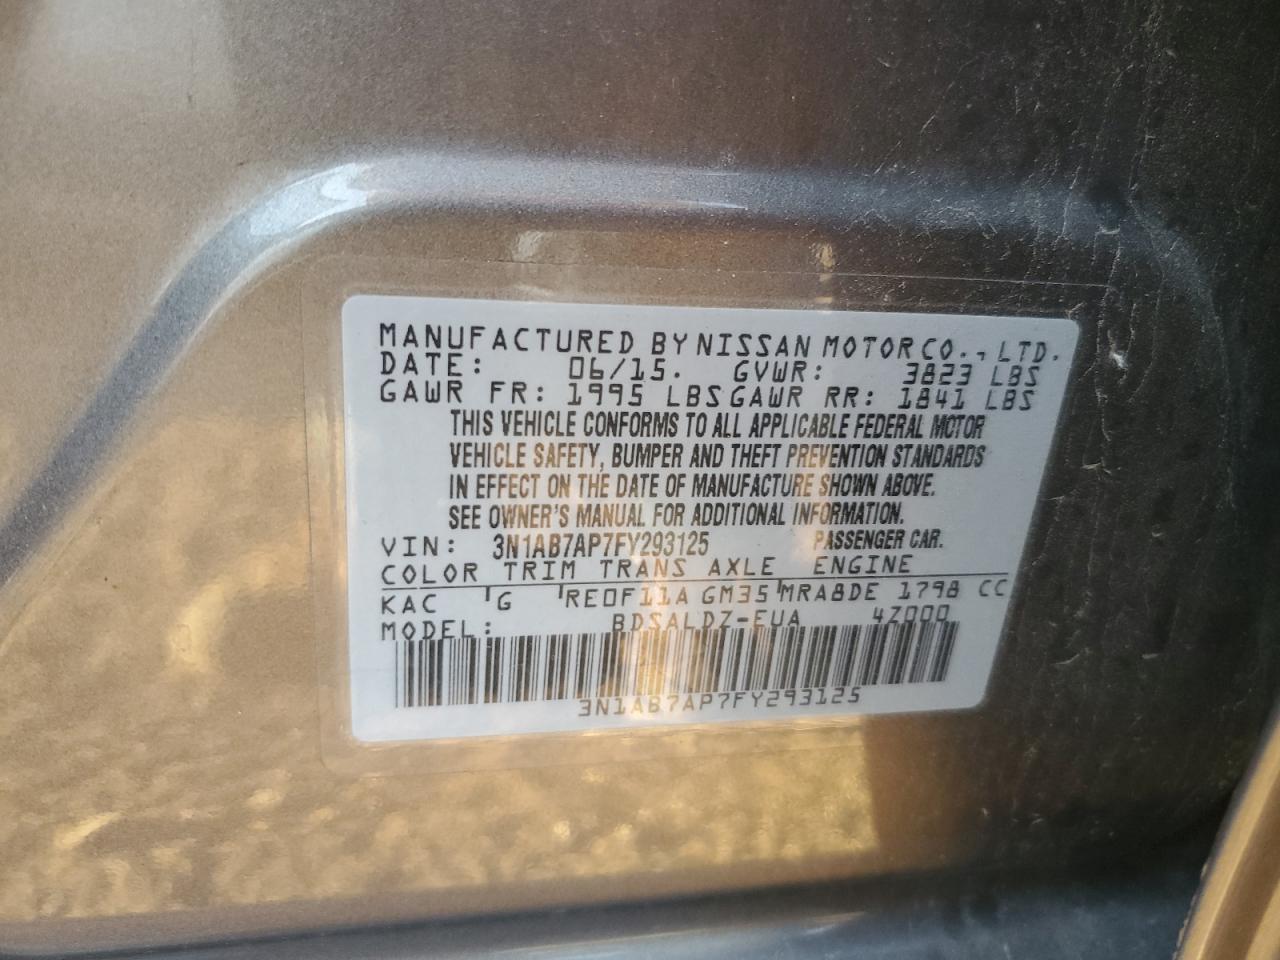 MANUFACTURED BY NISSAN MOTOR CO., LTD.
DATE: 06/15. GVWR: 3823 LBS
GAWR FR: 1995 LBS GAWR RR: 1841 LBS
THIS VEHICLE CONFORMS TO ALL APPLICABLE FEDERAL MOTOR
VEHICLE SAFETY, BUMPER AND THEFT PREVENTION STANDARDS
IN EFFECT ON THE DATE OF MANUFACTURE SHOWN ABOVE.
SEE OWNER'S MANUAL FOR ADDITIONAL INFORMATION.
VIN: 3N1AB7AP7FY293125 PASSENGER CAR.
COLOR TRIM TRANS AXLE ENGINE
KAC G RE0F11A GM35 MRA8DE 1798 CC
MODEL: BDSALDZ-EUA 4Z000
3N1AB7AP7FY293125